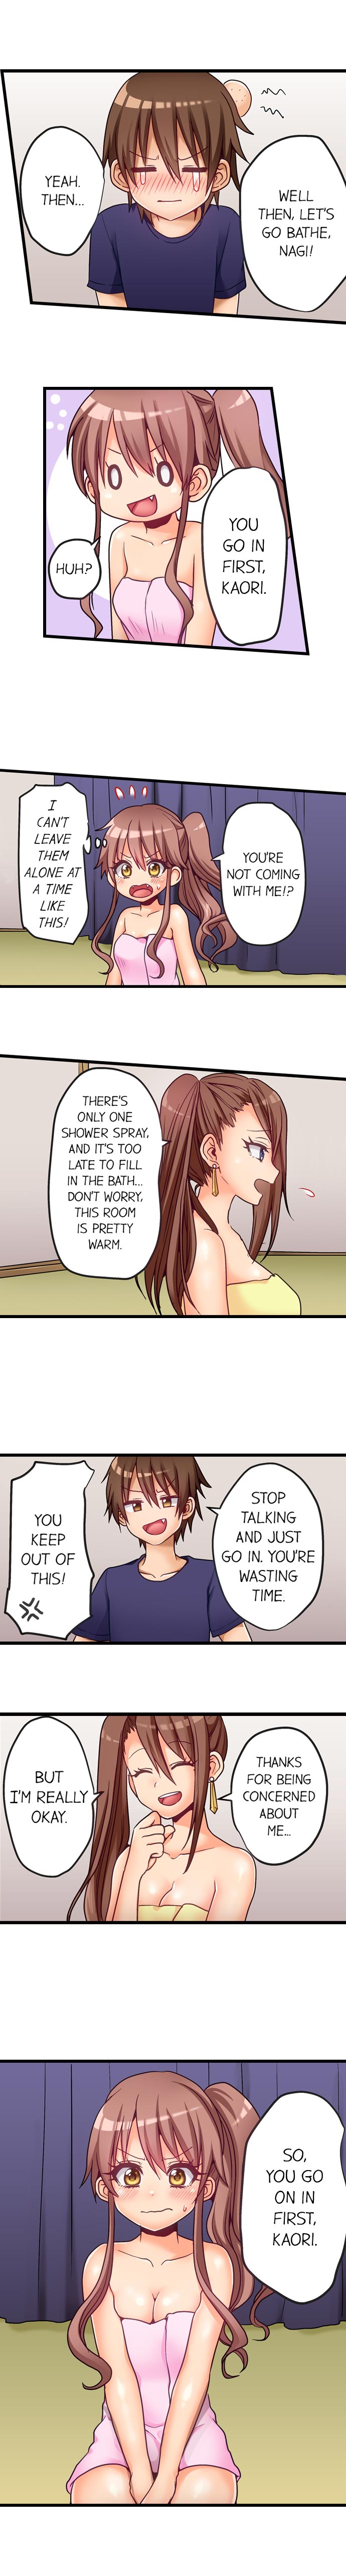 WELL
THEN, LET'S
GO BATHE,
NAGI!
YEAH.
THEN...
YOU
GO IN
FIRST,
KAORI.
HUH?
YOU'RE
NOT COMING
WITH ME!?
I
CAN'T
LEAVE
THEM
ALONE AT
A TIME
LIKE
THIS!
THERE'S
ONLY ONE
SHOWER SPRAY,
AND IT'S TOO
LATE TO FILL
IN THE BATH...
DON'T WORRY,
THIS ROOM
IS PRETTY
WARM.
STOP
TALKING
AND JUST
GO IN. YOU'RE
WASTING
TIME.
YOU
KEEP
OUT OF
THIS!
THANKS
FOR BEING
CONCERNED
ABOUT
ME...
BUT
I'M REALLY
OKAY.
SO,
YOU GO
ON IN
FIRST,
KAORI.